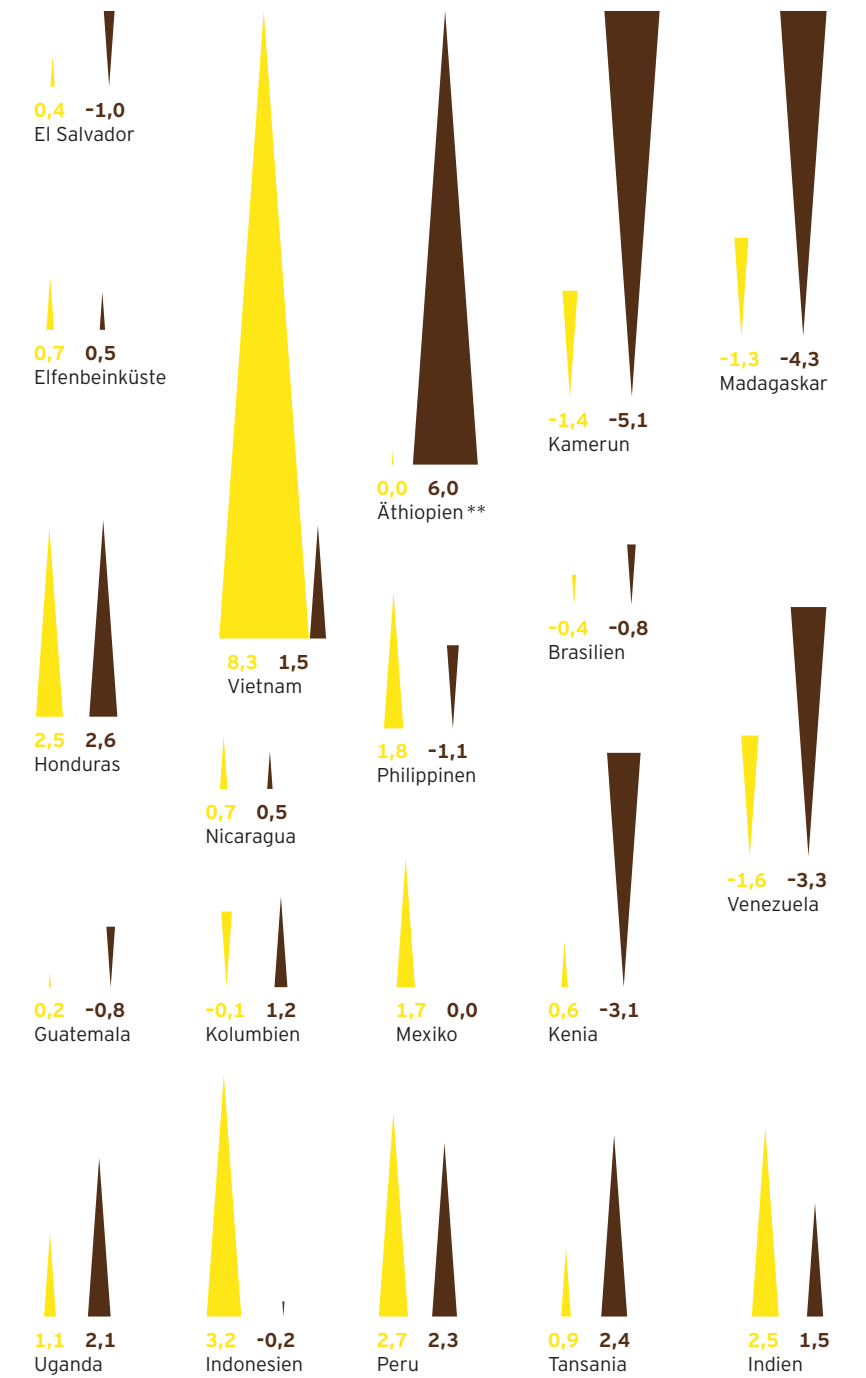 0,4 -1,0
El Salvador
0,7 0,5
Elfenbeinküste
2,5 2,6
Honduras
0,2 -0,8
Guatemala
1,1 2,1
Uganda
8,3 1,5
Vietnam
0,7 0,5
Nicaragua
-0,1 1,2
Kolumbien
3,2 -0,2
Indonesien
0,0 6,0
Äthiopien **
1,8 -1,1
Philippinen
1,7 0,0
Mexiko
2,7 2,3
Peru
-1,4 -5,1
Kamerun
-0,4 -0,8
Brasilien
0,6 -3,1
Kenia
0,9 2,4
Tansania
-1,3 -4,3
Madagaskar
-1,6 -3,3
Venezuela
2,5 1,5
Indien